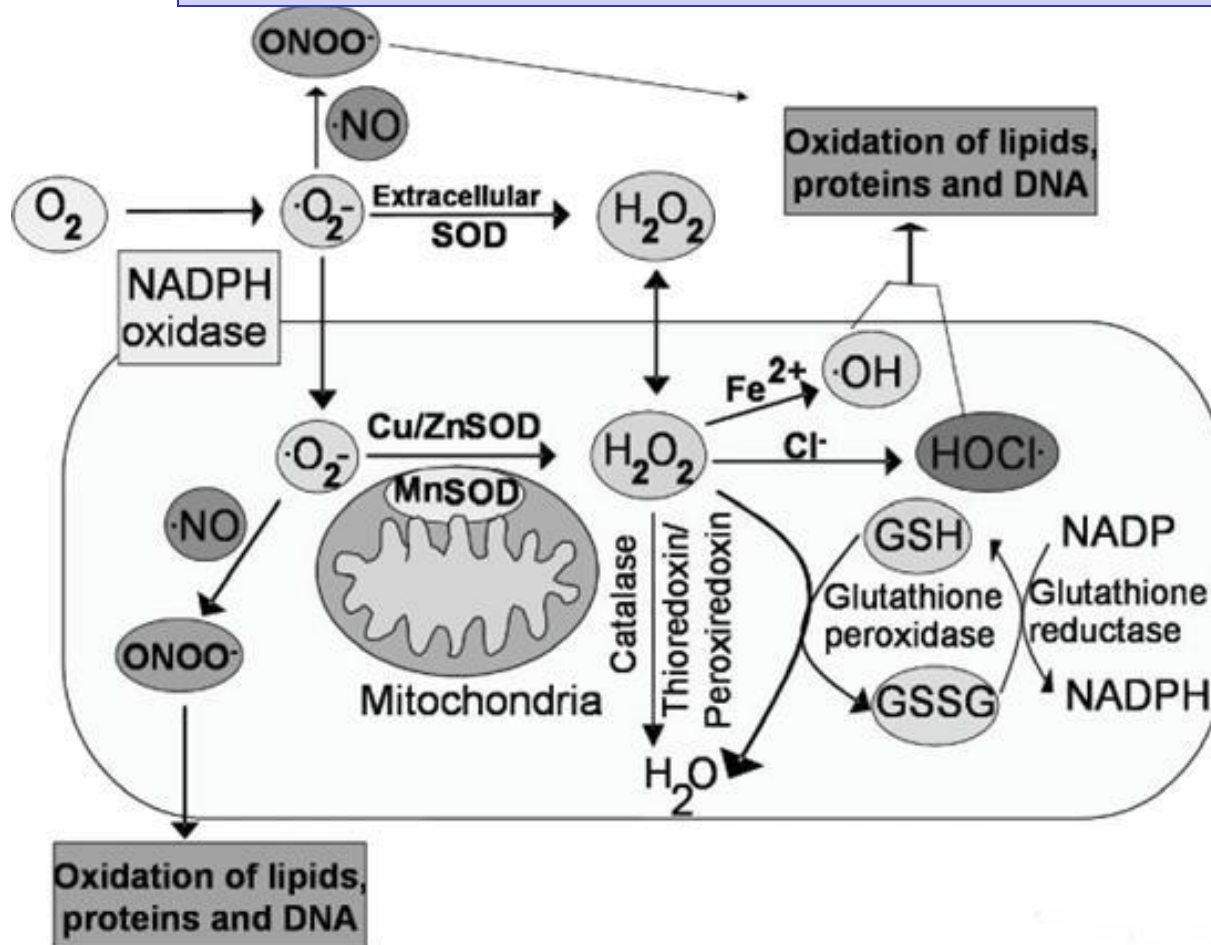 ONOO⁻
·NO
Oxidation of lipids,
proteins and DNA
O₂
·O₂⁻
Extracellular
SOD
H₂O₂
NADPH
oxidase
Fe²⁺
·OH
·O₂⁻
Cu/ZnSOD
H₂O₂
Cl⁻
HOCl·
MnSOD
·NO
GSH
NADP
Catalase
Thioredoxin/
Peroxiredoxin
Glutathione
peroxidase
Glutathione
reductase
ONOO⁻
Mitochondria
GSSG
NADPH
H₂O
Oxidation of lipids,
proteins and DNA